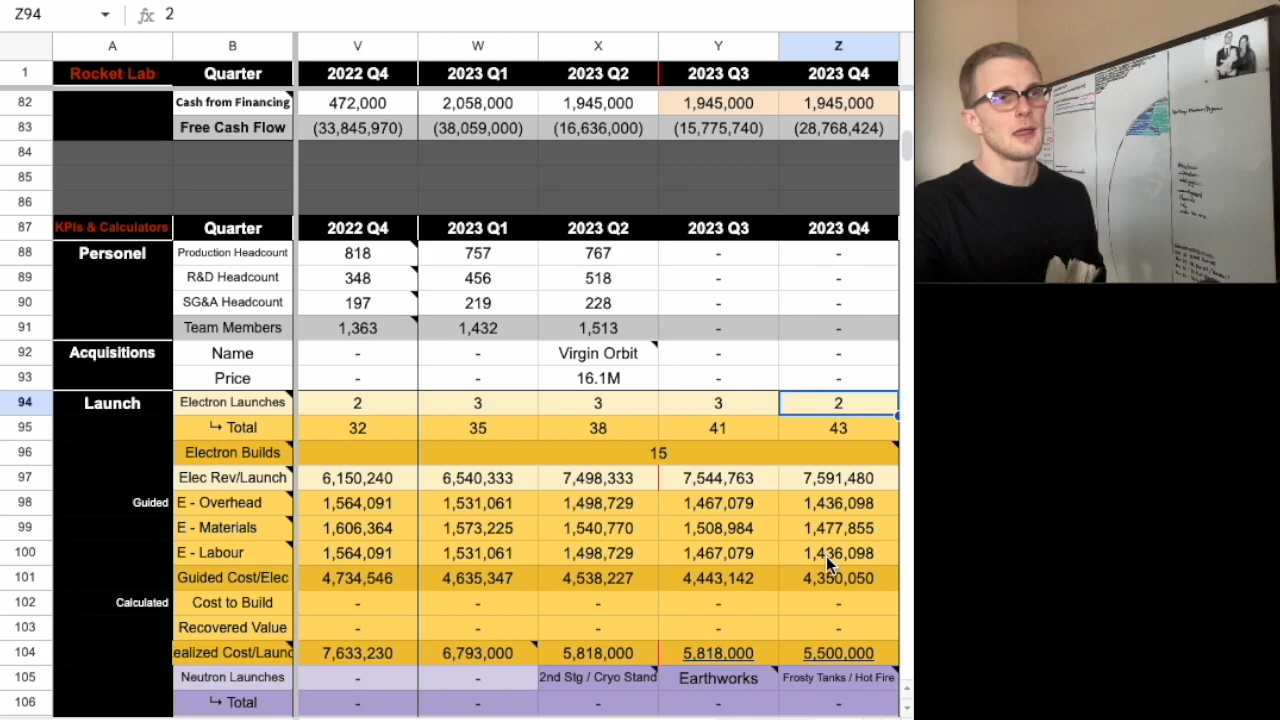 Z94 fx 2
A B V W X Y Z
1 Rocket Lab Quarter 2022 Q4 2023 Q1 2023 Q2 2023 Q3 2023 Q4
82 Cash from Financing 472,000 2,058,000 1,945,000 1,945,000 1,945,000
83 Free Cash Flow (33,845,970) (38,059,000) (16,636,000) (15,775,740) (28,768,424)
84
85
86
87 KPIs & Calculators Quarter 2022 Q4 2023 Q1 2023 Q2 2023 Q3 2023 Q4
88 Personel Production Headcount 818 757 767 - -
89 R&D Headcount 348 456 518 - -
90 SG&A Headcount 197 219 228 - -
91 Team Members 1,363 1,432 1,513 - -
92 Acquisitions Name - - Virgin Orbit - -
93 Price - - 16.1M - -
94 Launch Electron Launches 2 3 3 3 2
95 ↳ Total 32 35 38 41 43
96 Electron Builds 15
97 Elec Rev/Launch 6,150,240 6,540,333 7,498,333 7,544,763 7,591,480
98 Guided E - Overhead 1,564,091 1,531,061 1,498,729 1,467,079 1,436,098
99 E - Materials 1,606,364 1,573,225 1,540,770 1,508,984 1,477,855
100 E - Labour 1,564,091 1,531,061 1,498,729 1,467,079 1,436,098
101 Guided Cost/Elec 4,734,546 4,635,347 4,538,227 4,443,142 4,350,050
102 Calculated Cost to Build - - - - -
103 Recovered Value - - - - -
104 ealized Cost/Launc 7,633,230 6,793,000 5,818,000 5,818,000 5,500,000
105 Neutron Launches - - 2nd Stg / Cryo Stand Earthworks Frosty Tanks / Hot Fire
106 ↳ Total - - - - -